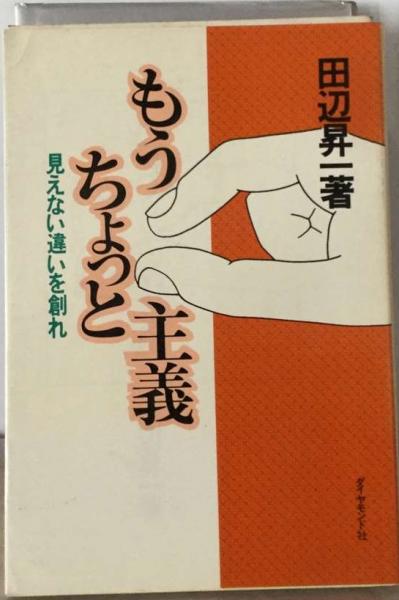 田辺昇一著
もう
ちょっと
主義
見えない違いを創れ
ダイヤモンド社